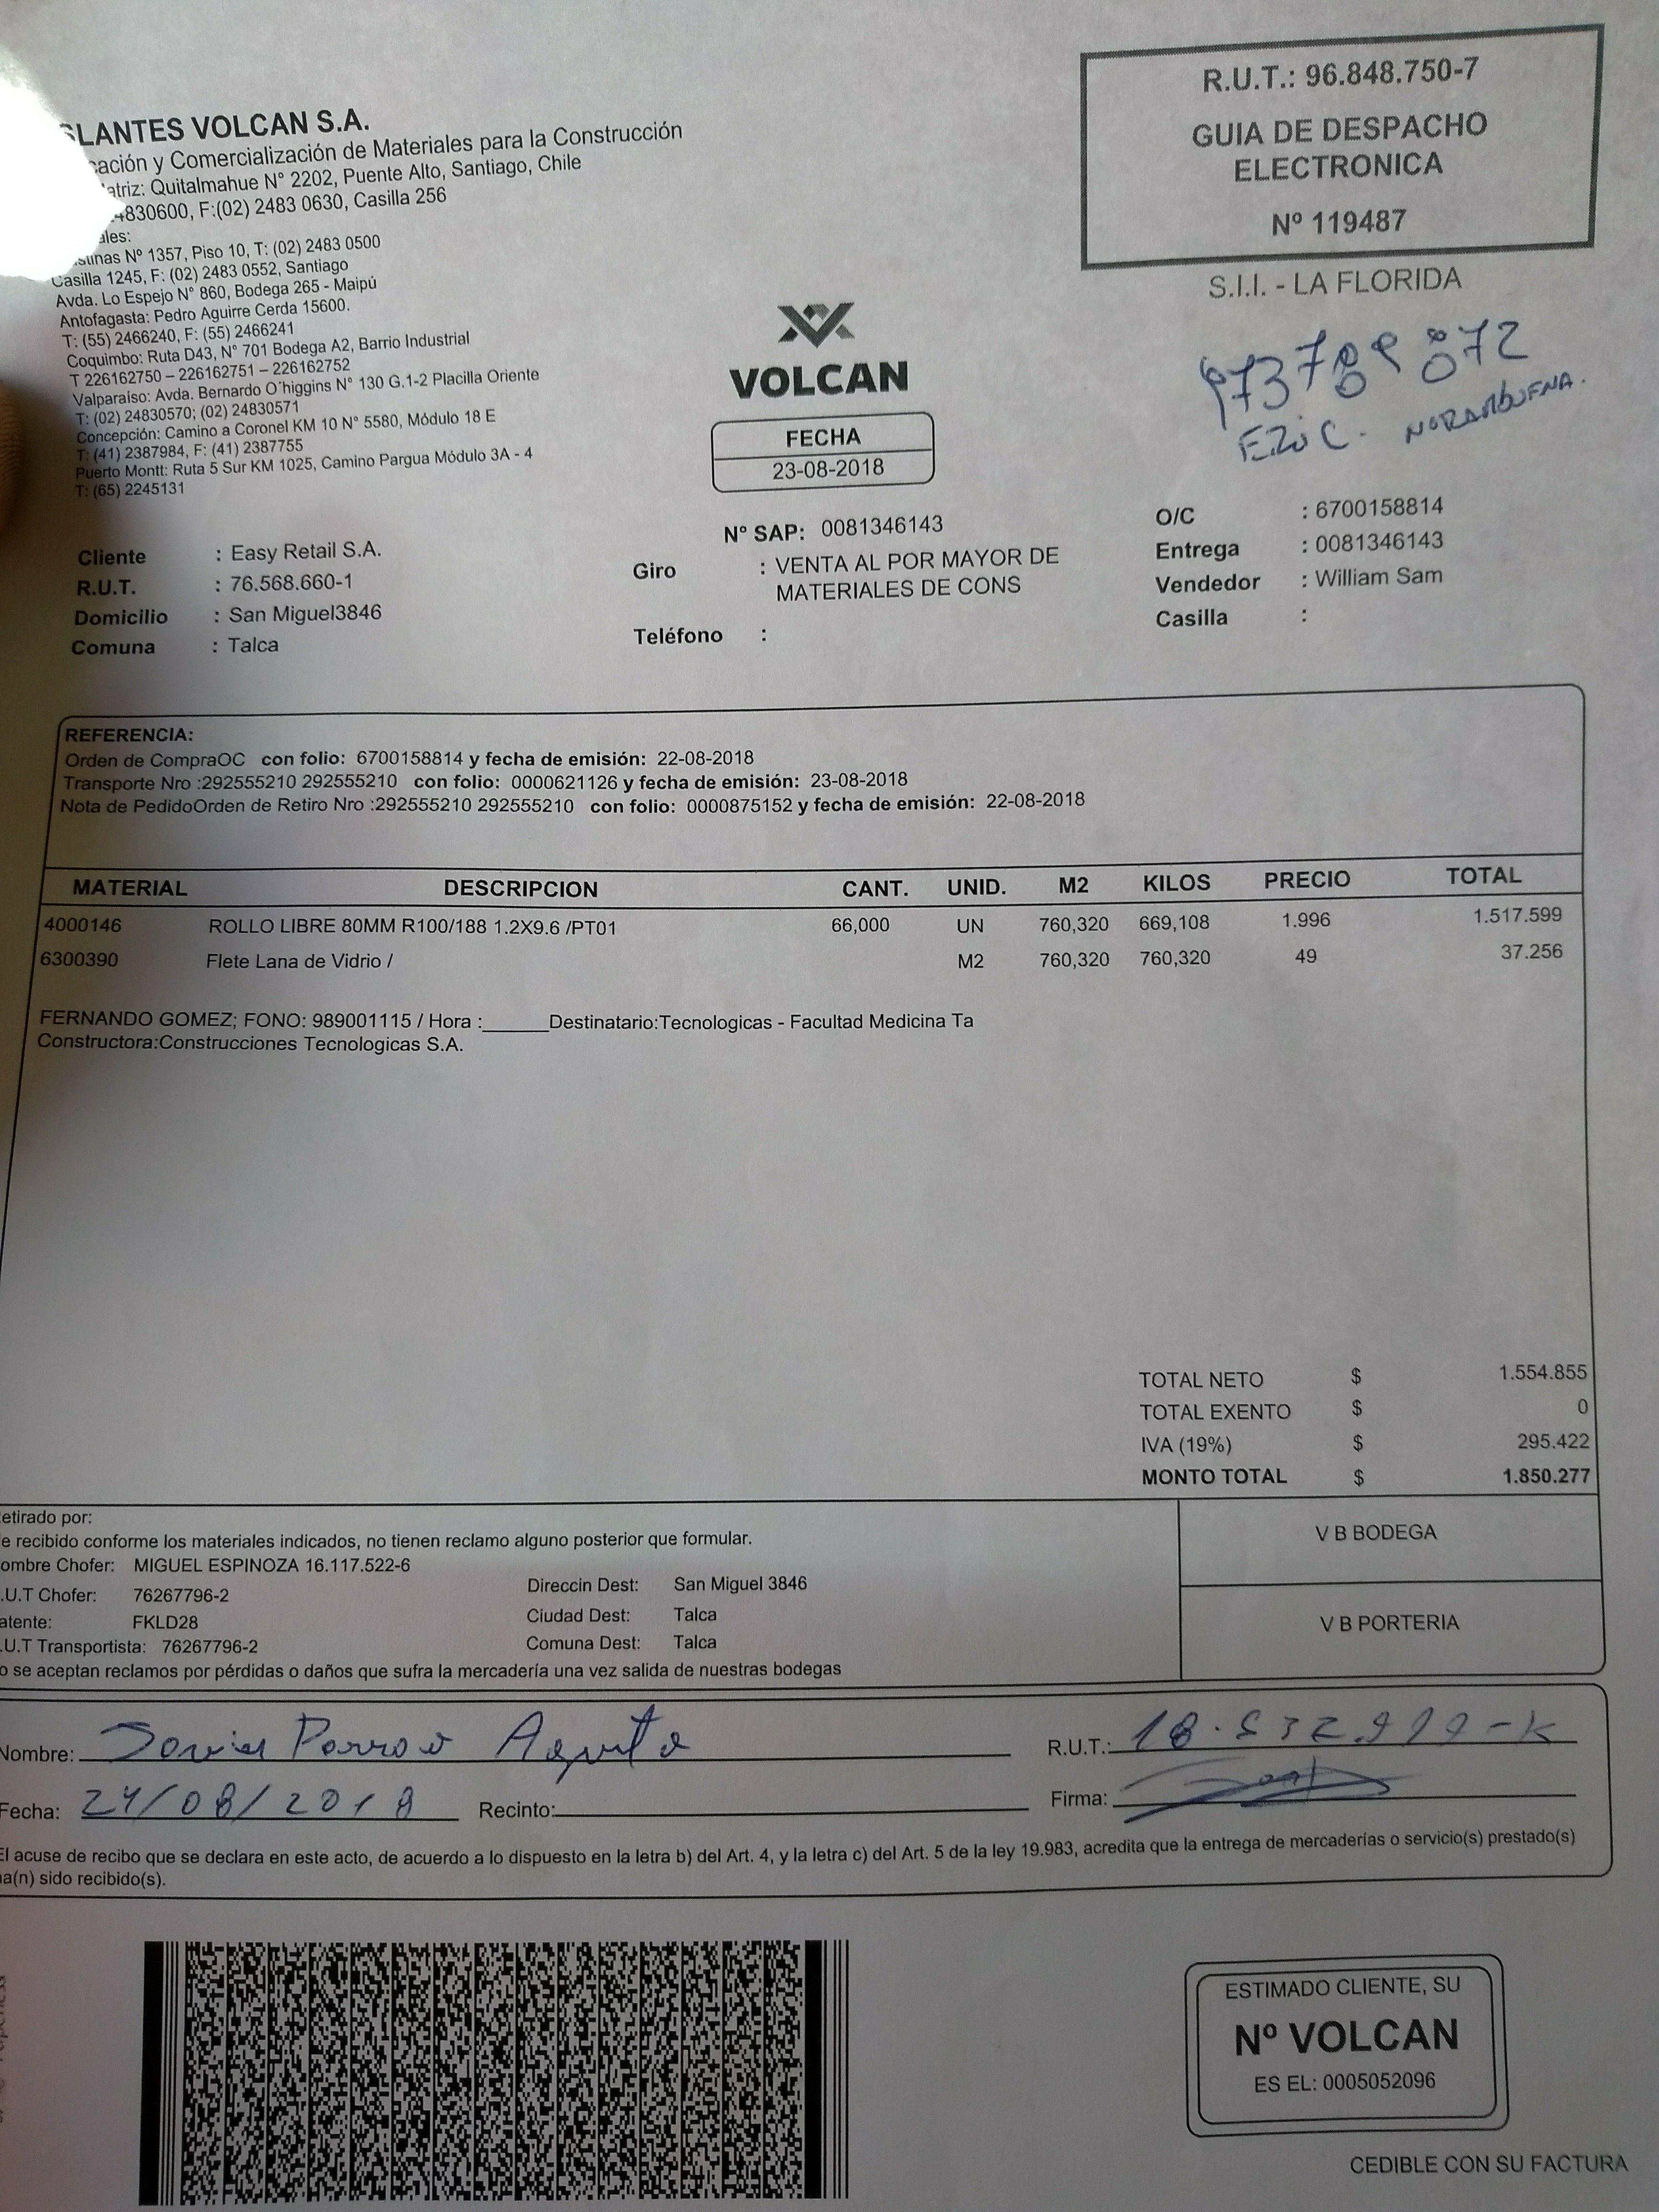 SLANTES VOLCAN S.A.
cación y Comercialización de Materiales para la Construcción
atriz: Quitalmahue N° 2202, Puente Alto, Santiago, Chile
4830600, F:(02) 2483 0630, Casilla 256
ales:
stinas Nº 1357, Piso 10, T: (02) 2483 0500
Casilla 1245, F: (02) 2483 0552, Santiago
Avda. Lo Espejo N° 860, Bodega 265 - Maipú
Antofagasta: Pedro Aguirre Cerda 15600.
T: (55) 2466240, F: (55) 2466241
Coquimbo: Ruta D43, N° 701 Bodega A2, Barrio Industrial
T 226162750 – 226162751 – 226162752
Valparaíso: Avda. Bernardo O´higgins N° 130 G.1-2 Placilla Oriente
T: (02) 24830570; (02) 24830571
Concepción: Camino a Coronel KM 10 N° 5580, Módulo 18 E
T: (41) 2387984, F: (41) 2387755
Puerto Montt: Ruta 5 Sur KM 1025, Camino Pargua Módulo 3A - 4
T: (65) 2245131
VOLCAN
FECHA
23-08-2018
R.U.T.: 96.848.750-7
GUIA DE DESPACHO
ELECTRONICA
Nº 119487
S.I.I. - LA FLORIDA
NORAMBUENA.
Nº SAP: 0081346143
Cliente : Easy Retail S.A.
R.U.T. : 76.568.660-1
Domicilio : San Miguel3846
Comuna : Talca
Giro : VENTA AL POR MAYOR DE
MATERIALES DE CONS
Teléfono :
O/C : 6700158814
Entrega : 0081346143
Vendedor : William Sam
Casilla :
REFERENCIA:
Orden de CompraOC con folio: 6700158814 y fecha de emisión: 22-08-2018
Transporte Nro :292555210 292555210 con folio: 0000621126 y fecha de emisión: 23-08-2018
Nota de PedidoOrden de Retiro Nro :292555210 292555210 con folio: 0000875152 y fecha de emisión: 22-08-2018
MATERIAL DESCRIPCION CANT. UNID. M2 KILOS PRECIO TOTAL
4000146 ROLLO LIBRE 80MM R100/188 1.2X9.6 /PT01 66,000 UN 760,320 669,108 1.996 1.517.599
6300390 Flete Lana de Vidrio / M2 760,320 760,320 49 37.256
FERNANDO GOMEZ; FONO: 989001115 / Hora :______Destinatario:Tecnologicas - Facultad Medicina Ta
Constructora:Construcciones Tecnologicas S.A.
TOTAL NETO $ 1.554.855
TOTAL EXENTO $ 0
IVA (19%) $ 295.422
MONTO TOTAL $ 1.850.277
etirado por:
e recibido conforme los materiales indicados, no tienen reclamo alguno posterior que formular.
ombre Chofer: MIGUEL ESPINOZA 16.117.522-6
.U.T Chofer: 76267796-2
atente: FKLD28
.U.T Transportista: 76267796-2
Direccin Dest: San Miguel 3846
Ciudad Dest: Talca
Comuna Dest: Talca
o se aceptan reclamos por pérdidas o daños que sufra la mercadería una vez salida de nuestras bodegas
V B BODEGA
V B PORTERIA
Nombre:
R.U.T.:
Fecha: 24/08/2018 Recinto:
Firma:
El acuse de recibo que se declara en este acto, de acuerdo a lo dispuesto en la letra b) del Art. 4, y la letra c) del Art. 5 de la ley 19.983, acredita que la entrega de mercaderías o servicio(s) prestado(s)
a(n) sido recibido(s).
ESTIMADO CLIENTE, SU
Nº VOLCAN
ES EL: 0005052096
CEDIBLE CON SU FACTURA